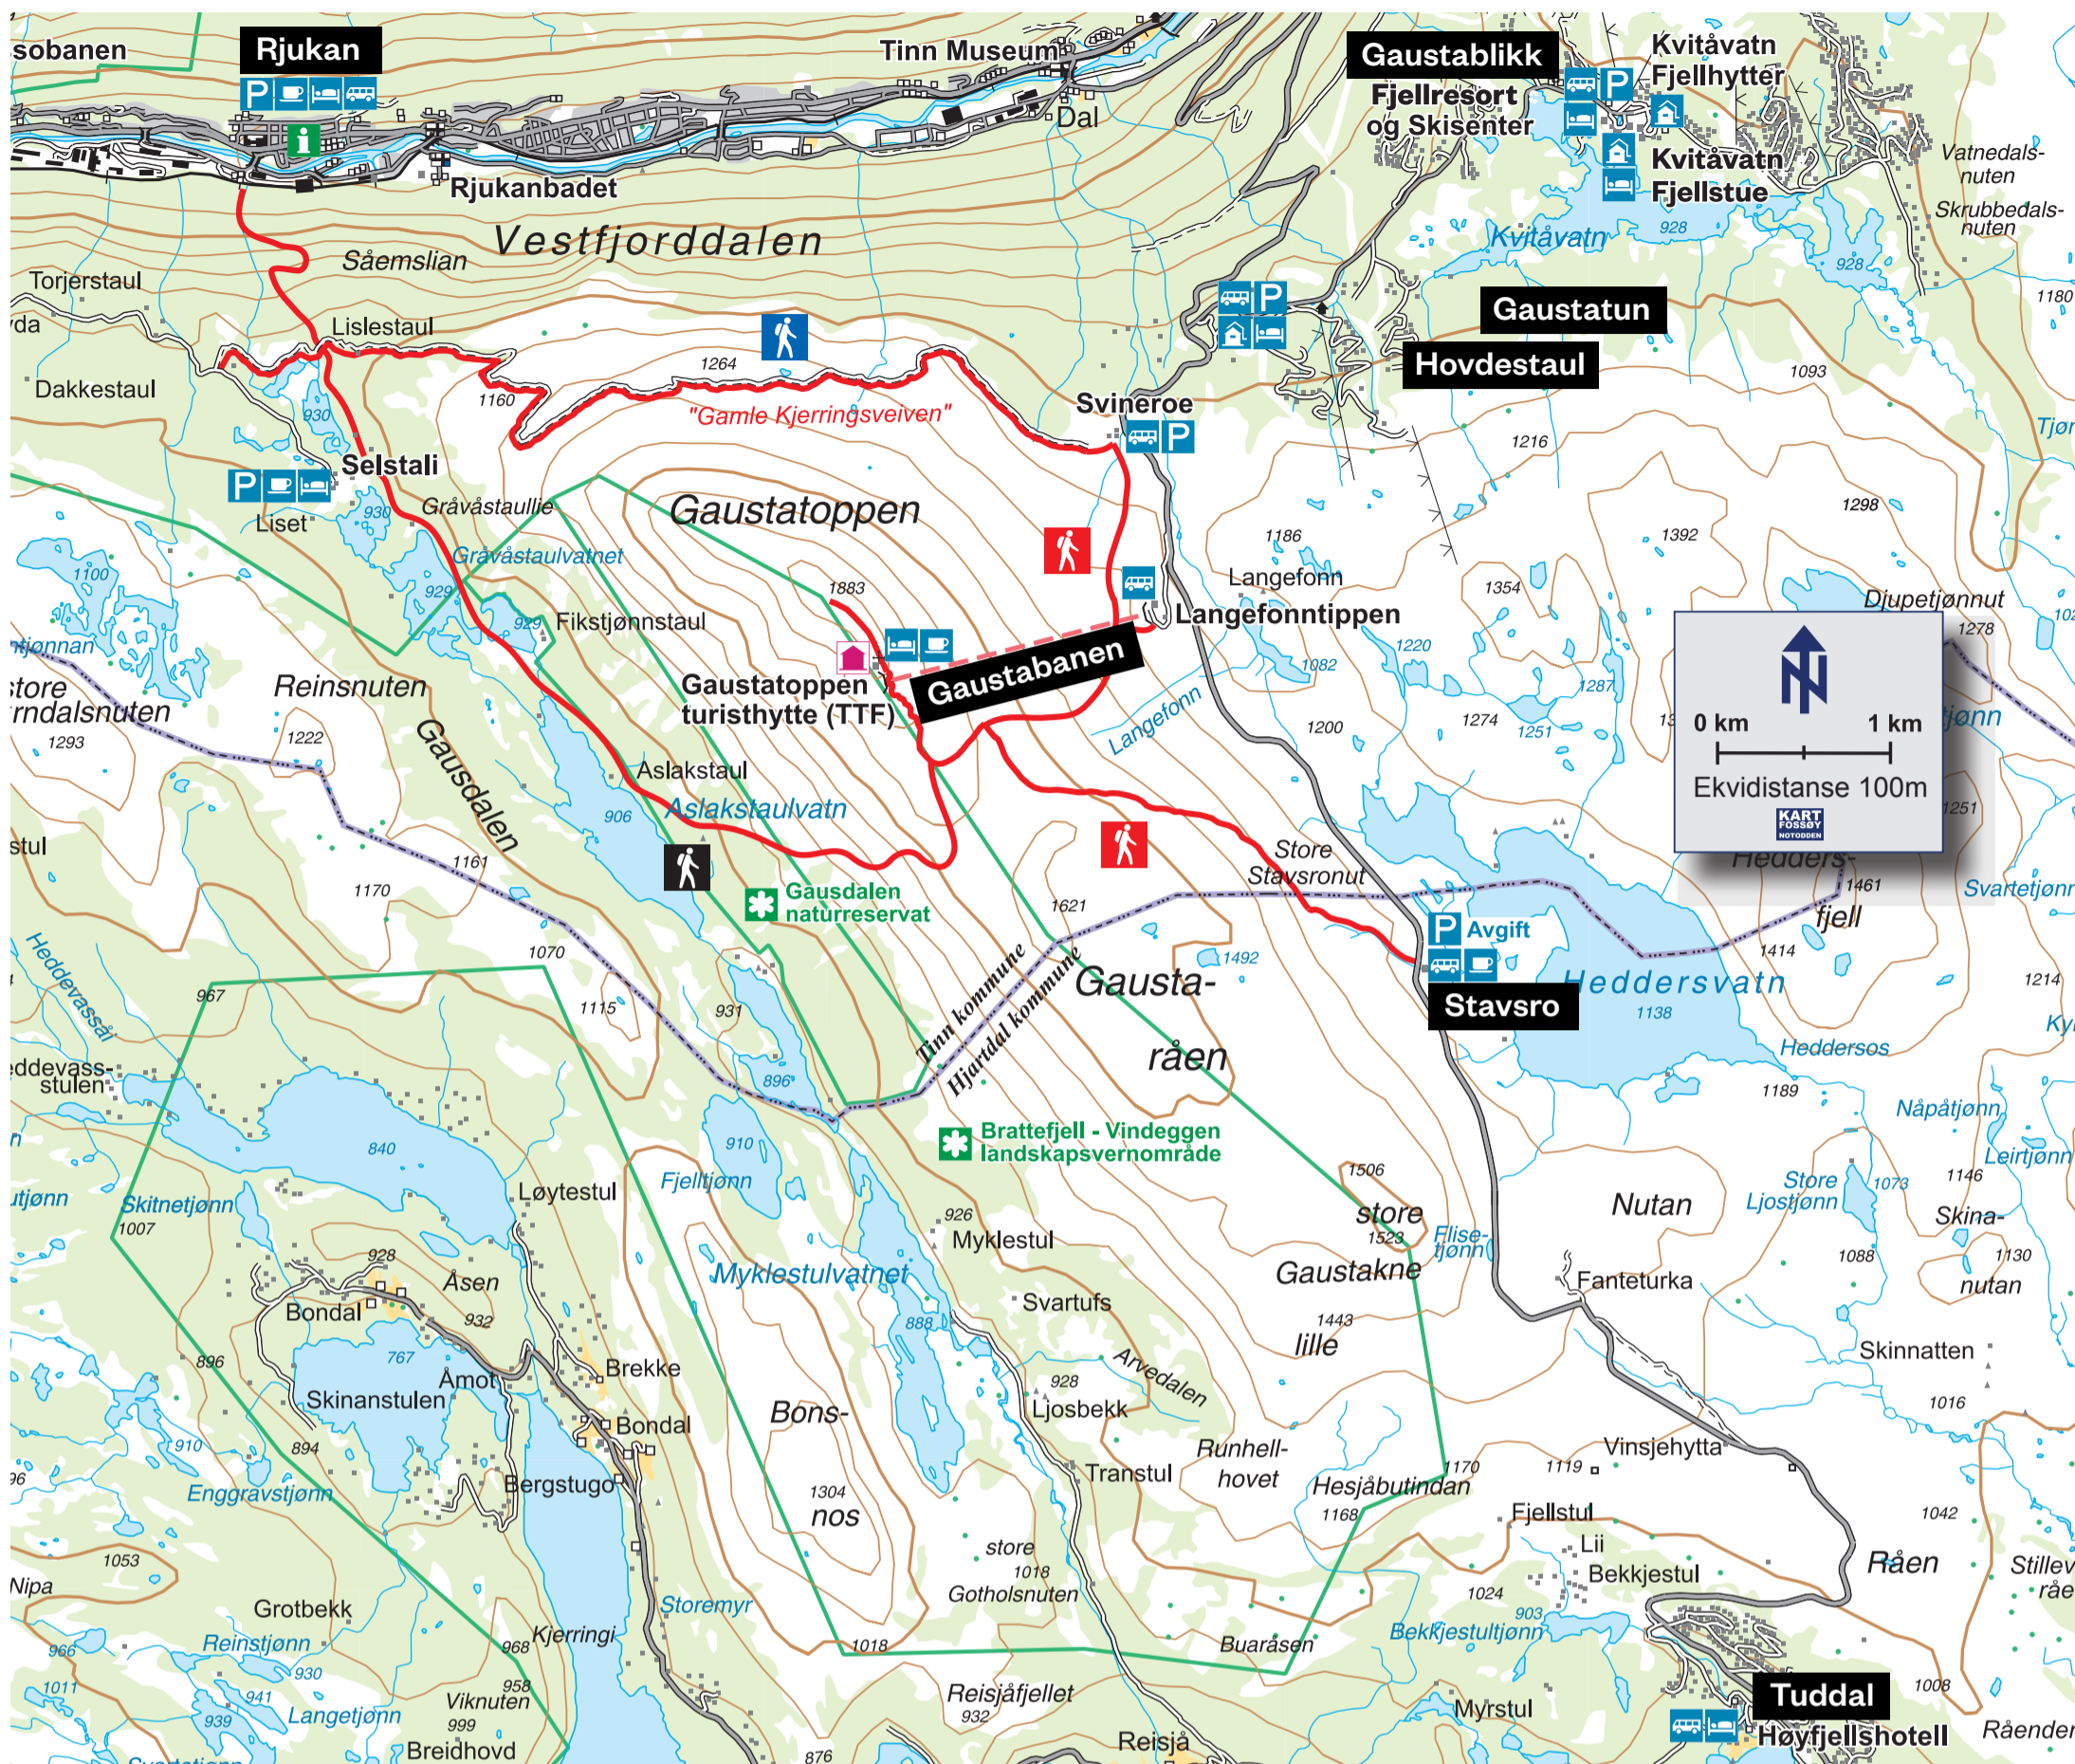 sobanen
Rjukan
Tinn Museum
Dal
Rjukanbadet
Gaustablikk
Fjellresort
og Skisenter
Kvitåvatn
Fjellhytter
Kvitåvatn
Fjellstue
Vatnedals-
nuten
Skrubbedals-
nuten
Kvitåvatn
928
928
1180
Vestfjorddalen
Såemslian
Torjerstaul
Lislestaul
Dakkestaul
Gaustatun
Hovdestaul
1093
1264
1160
"Gamle Kjerringsveiven"
Svineroe
930
Selstali
Liset
930
Gråvåstaullie
Gråvåstaulvatnet
929
929
Fikstjønnstaul
Gaustatoppen
1883
1216
1298
1392
1186
1354
Langefonn
Langefonntippen
1220
1082
1287
1274
1251
1200
Langefonn
Gaustabanen
Gaustatoppen
turisthytte (TTF)
Djupetjønnut
1278
0 km 1 km
Ekvidistanse 100m
KART
FOSSØY
NOTODDEN
1251
1100
Reinsnuten
1222
1293
Gausdalen
Aslakstaul
Aslakstaulvatn
906
1161
1170
1070
1115
Gausdalen
naturreservat
Store
Stavsronut
1621
1492
Gausta-
råen
Tinn kommune
Hjartdal kommune
P Avgift
Stavsro
Heddersvatn
1138
Hedders-
fjell
1461
1414
1214
Svartetjønn
Heddersos
1189
Nåpåtjønn
Leirtjønn
1146
Store
Ljostjønn
1073
Skina-
nutan
1130
1088
Heddevassåi
967
931
896
910
Fjelltjønn
840
Skitnetjønn
1007
Løytestul
Brattefjell - Vindeggen
landskapsvernområde
926
Myklestul
Myklestulvatnet
888
Svartufs
Arvedalen
928
Ljosbekk
Transtul
1506
store
1523
Gaustakne
1443
lille
Flise-
tjønn
Nutan
Fanteturka
Skinnatten
1016
Vinsjehytta
1119
1170
Hesjåbutindan
1168
Runhell-
hovet
Fjellstul
Lii
Bekkjestul
1024
903
Bekkjestultjønn
Råen
1042
928
Åsen
932
Bondal
767
Åmot
Skinanstulen
Brekke
Bondal
Bergstugo
896
894
910
Enggravstjønn
1053
Nipa
Grotbekk
Reinstjønn
930
966
1011
941
939
Langetjønn
Kjerringi
968
958
Viknuten
999
Breidhovd
Storemyr
Bons-
nos
1304
1018
876
store
1018
Gotholsnuten
Buaråsen
Reisjåfjellet
932
Reisjå
Myrstul
Tuddal
Høyfjellshotell
1008